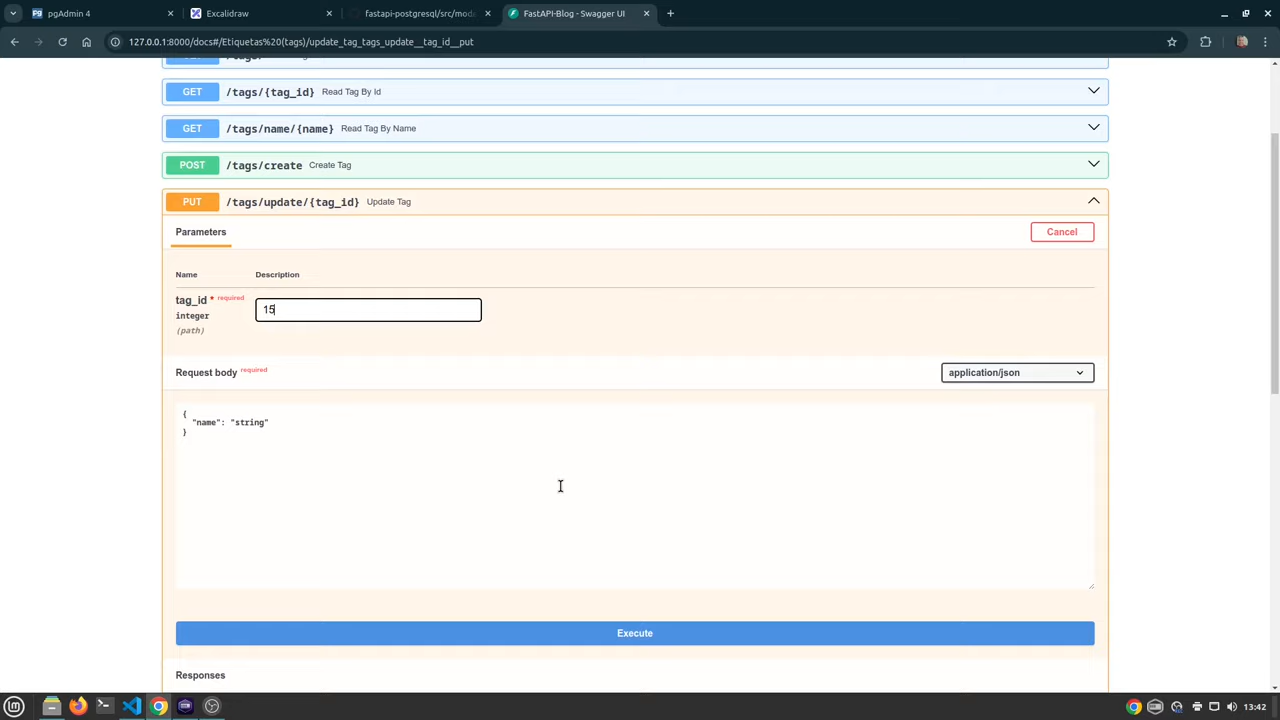 pgAdmin 4
Excalidraw
fastapi-postgresql/src/mod
FastAPI-Blog - Swagger UI
127.0.0.1:8000/docs#/Etiquetas%20(tags)/update_tag_tags_update__tag_id__put
GET /tags/{tag_id} Read Tag By Id
GET /tags/name/{name} Read Tag By Name
POST /tags/create Create Tag
PUT /tags/update/{tag_id} Update Tag
Parameters
Cancel
Name Description
tag_id * required
integer
(path)
15
Request body required
application/json
{
"name": "string"
}
Execute
Responses
13:42